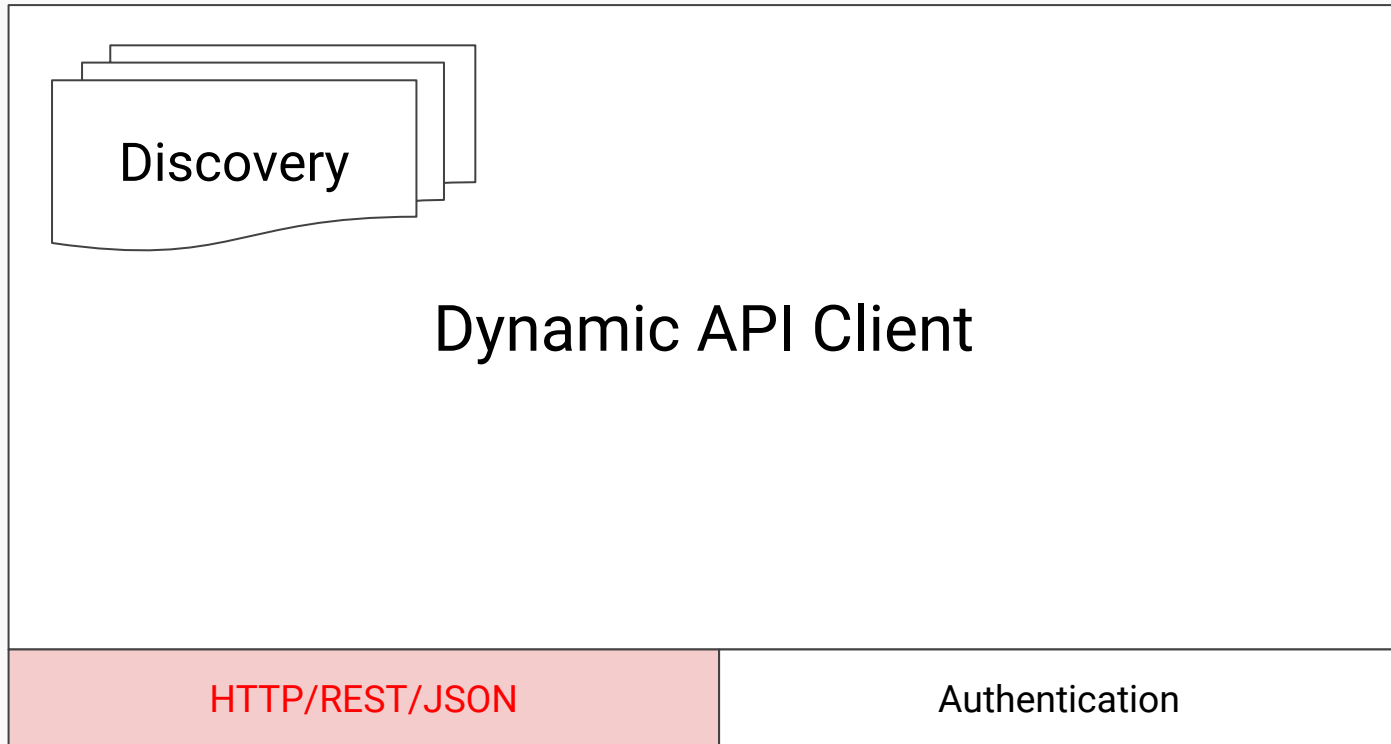 Discovery
Dynamic API Client
HTTP/REST/JSON
Authentication